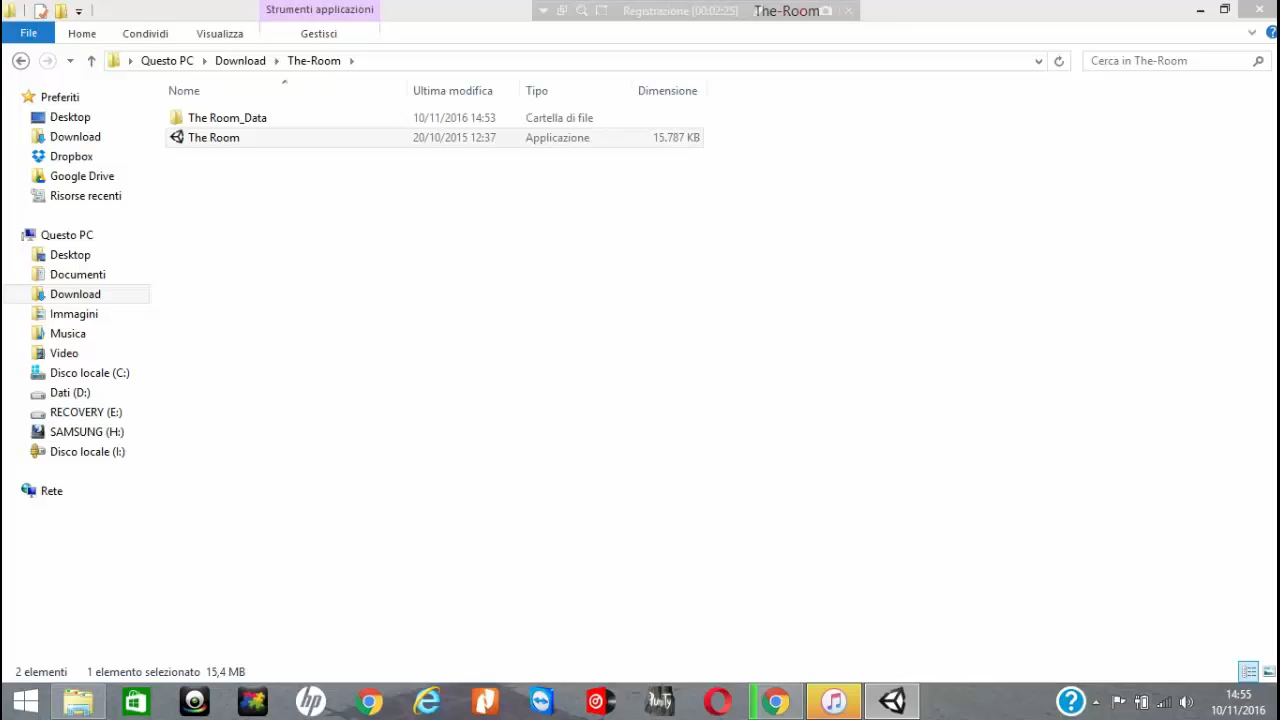 Strumenti applicazioni
Registrazione [00:02:25]
The-Room
File
Home
Condividi
Visualizza
Gestisci
Questo PC
Download
The-Room
Cerca in The-Room
Nome
Ultima modifica
Tipo
Dimensione
The Room_Data
10/11/2016 14:53
Cartella di file
The Room
20/10/2015 12:37
Applicazione
15.787 KB
Preferiti
Desktop
Download
Dropbox
Google Drive
Risorse recenti
Questo PC
Desktop
Documenti
Download
Immagini
Musica
Video
Disco locale (C:)
Dati (D:)
RECOVERY (E:)
SAMSUNG (H:)
Disco locale (I:)
Rete
2 elementi
1 elemento selezionato 15,4 MB
hp
14:55
10/11/2016